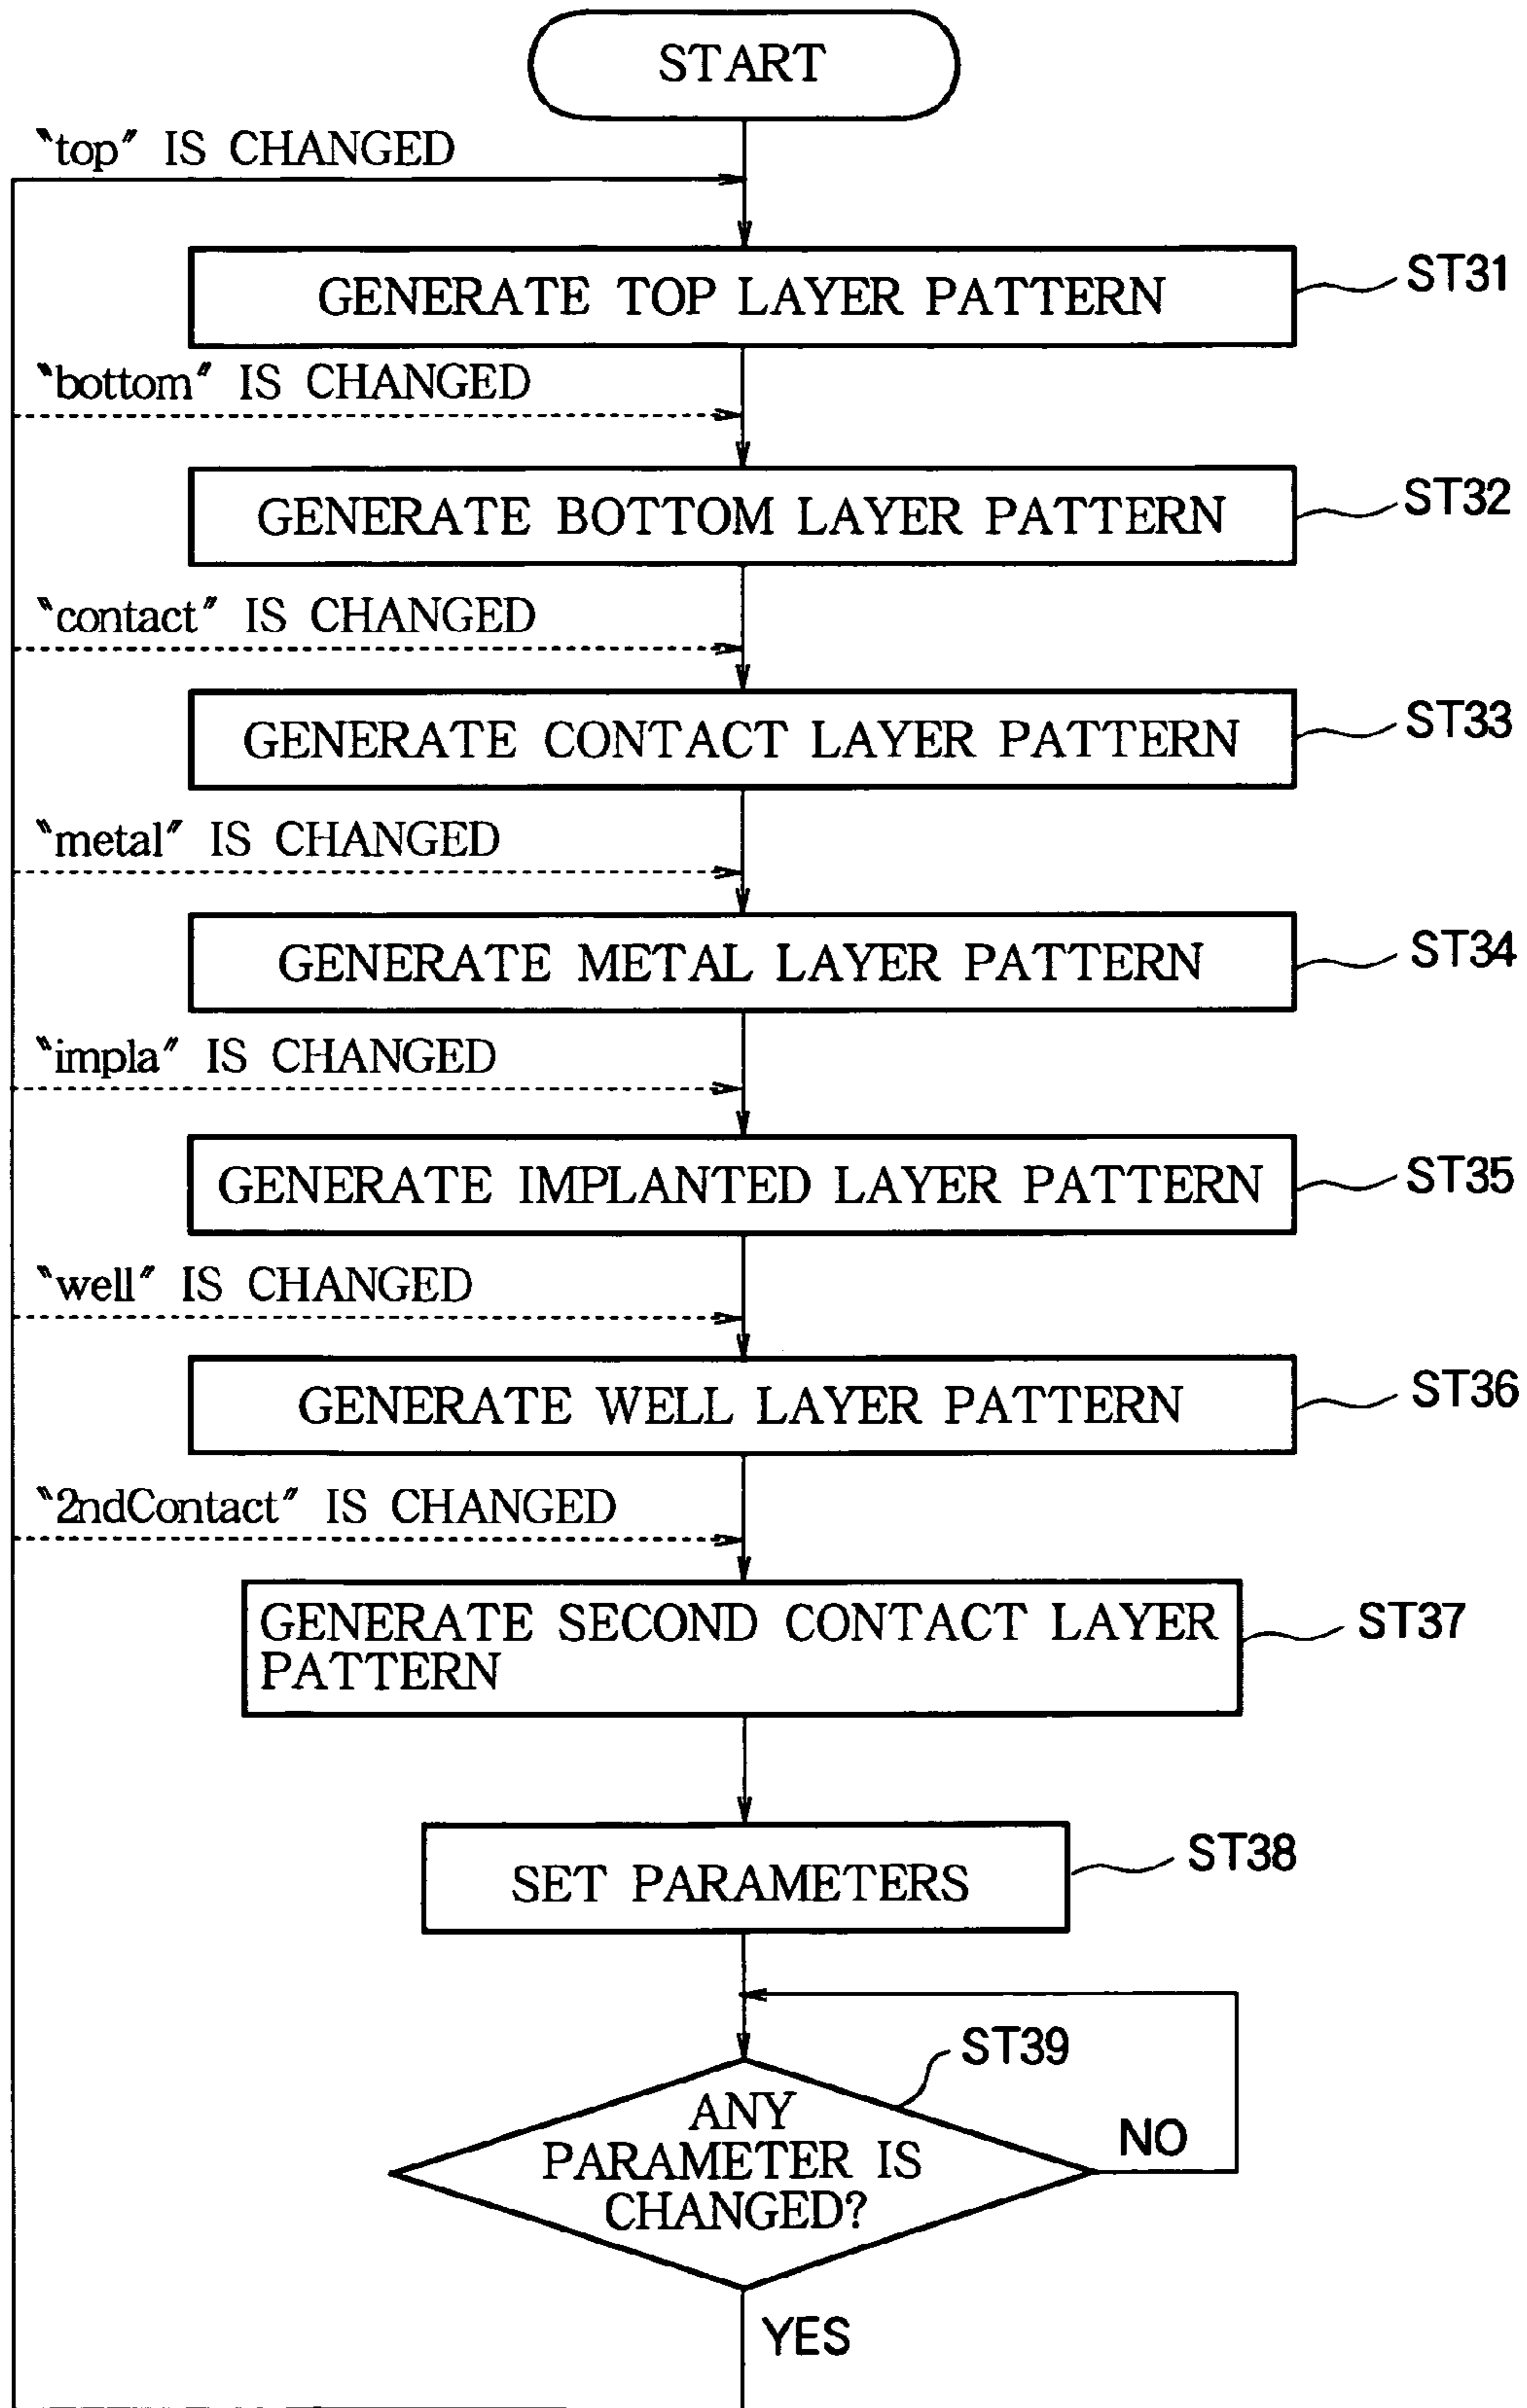 START
‶top″ IS CHANGED
GENERATE TOP LAYER PATTERN
ST31
‶bottom″ IS CHANGED
GENERATE BOTTOM LAYER PATTERN
ST32
‶contact″ IS CHANGED
GENERATE CONTACT LAYER PATTERN
ST33
‶metal″ IS CHANGED
GENERATE METAL LAYER PATTERN
ST34
‶impla″ IS CHANGED
GENERATE IMPLANTED LAYER PATTERN
ST35
‶well″ IS CHANGED
GENERATE WELL LAYER PATTERN
ST36
‶2ndContact″ IS CHANGED
GENERATE SECOND CONTACT LAYER
PATTERN
ST37
SET PARAMETERS
ST38
ST39
ANY
PARAMETER IS
CHANGED?
NO
YES